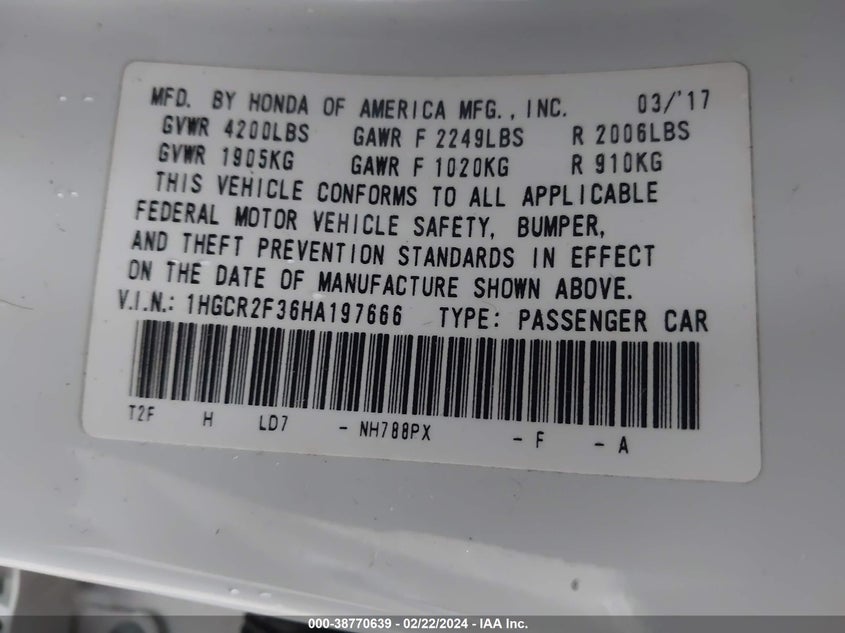 MFD. BY HONDA OF AMERICA MFG., INC. 03/'17
GVWR 4200LBS GAWR F 2249LBS R 2006LBS
GVWR 1905KG GAWR F 1020KG R 910KG
THIS VEHICLE CONFORMS TO ALL APPLICABLE
FEDERAL MOTOR VEHICLE SAFETY, BUMPER,
AND THEFT PREVENTION STANDARDS IN EFFECT
ON THE DATE OF MANUFACTURE SHOWN ABOVE.
V.I.N.: 1HGCR2F36HA197666 TYPE: PASSENGER CAR
T2F H LD7 - NH788PX - F - A
000-38770639 - 02/22/2024 - IAA Inc.